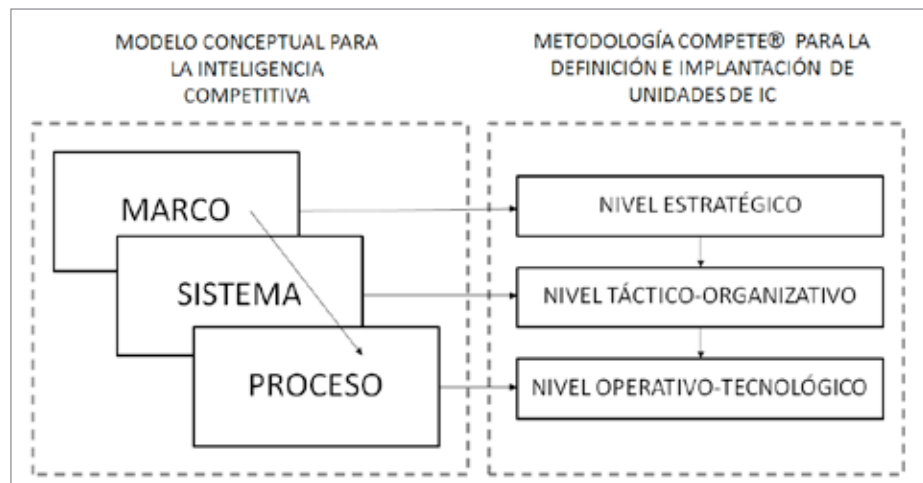 MODELO CONCEPTUAL PARA
LA INTELIGENCIA
COMPETITIVA
METODOLOGÍA COMPETE® PARA LA
DEFINICIÓN E IMPLANTACIÓN DE
UNIDADES DE IC
MARCO
SISTEMA
PROCESO
NIVEL ESTRATÉGICO
NIVEL TÁCTICO-ORGANIZATIVO
NIVEL OPERATIVO-TECNOLÓGICO